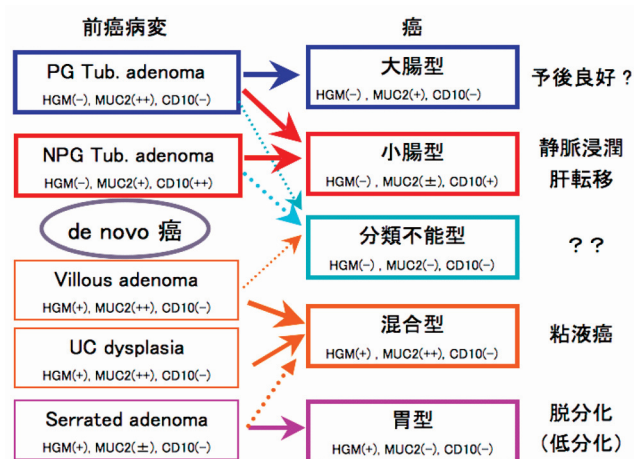 前癌病変
癌
PG Tub. adenoma
HGM(-), MUC2(++), CD10(-)
大腸型
HGM(-) , MUC2(+), CD10(-)
予後良好 ?
NPG Tub. adenoma
HGM(-), MUC2(+), CD10(++)
小腸型
HGM(-) , MUC2(±), CD10(+)
静脈浸潤
肝転移
de novo 癌
分類不能型
HGM(-) , MUC2(-), CD10(-)
? ?
Villous adenoma
HGM(+), MUC2(++), CD10(-)
混合型
HGM(+) , MUC2(++), CD10(-)
粘液癌
UC dysplasia
HGM(+), MUC2(++), CD10(-)
Serrated adenoma
HGM(+), MUC2(±), CD10(-)
胃型
HGM(+), MUC2(-), CD10(-)
脱分化
(低分化)